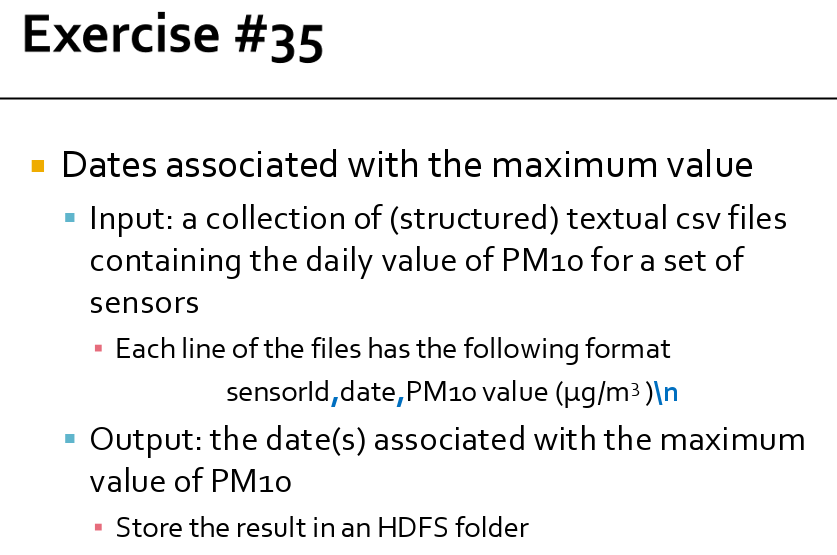 Exercise #35
Dates associated with the maximum value
Input: a collection of (structured) textual csv files
containing the daily value of PM10 for a set of
sensors
Each line of the files has the following format
sensorId,date,PM10 value (μg/m³ )\n
Output: the date(s) associated with the maximum
value of PM10
Store the result in an HDFS folder